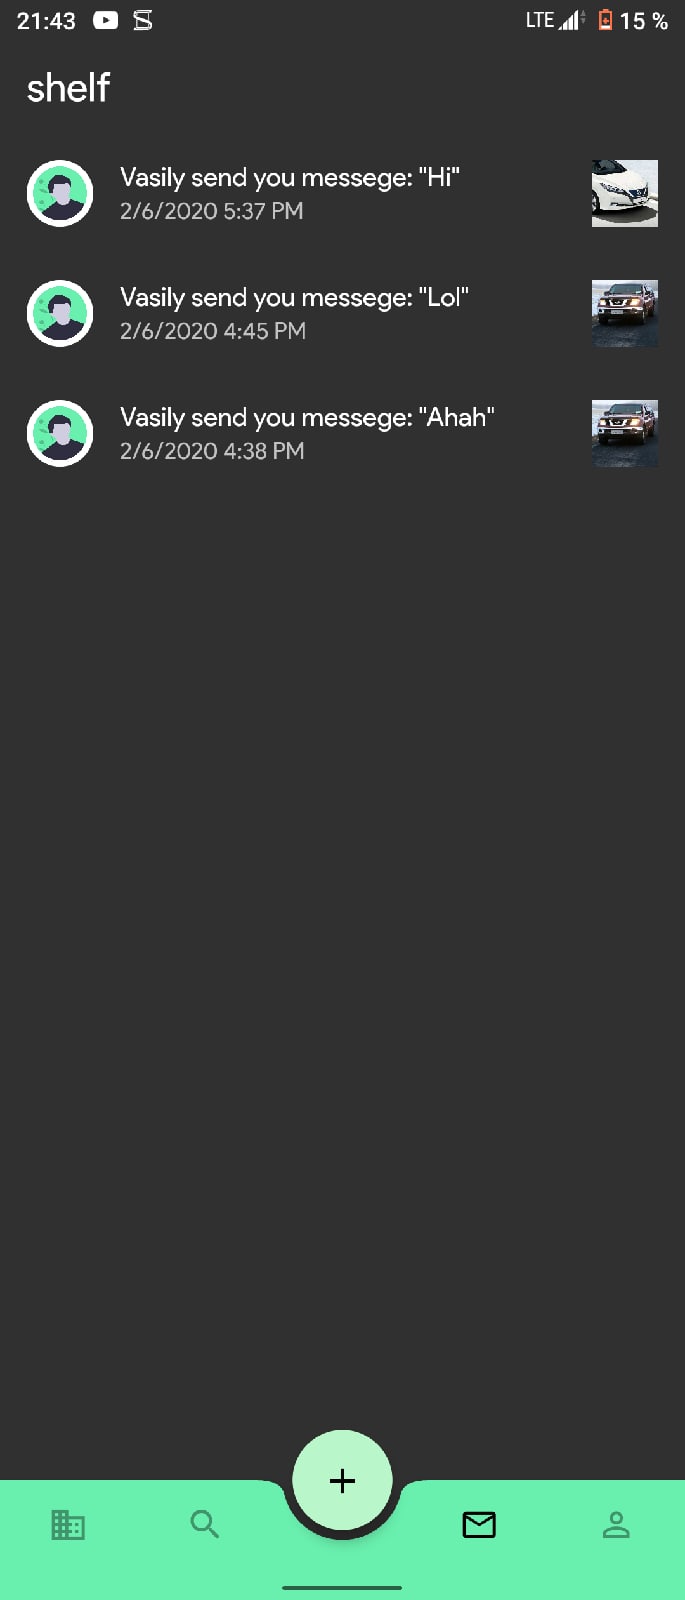 21:43 LTE 15 %
shelf
Vasily send you messege: "Hi"
2/6/2020 5:37 PM
Vasily send you messege: "Lol"
2/6/2020 4:45 PM
Vasily send you messege: "Ahah"
2/6/2020 4:38 PM